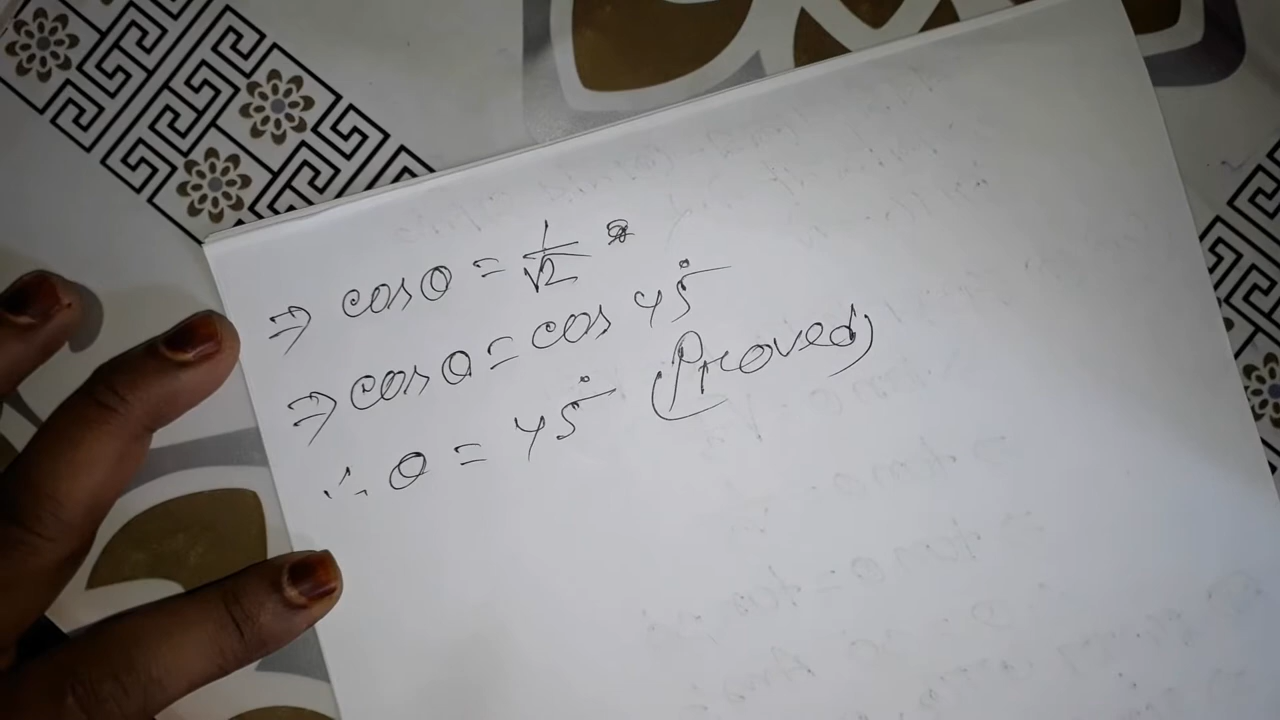 ⇒ cosθ = 1/√2
⇒ cosθ = cos 45°
∴ θ = 45° (Proved)